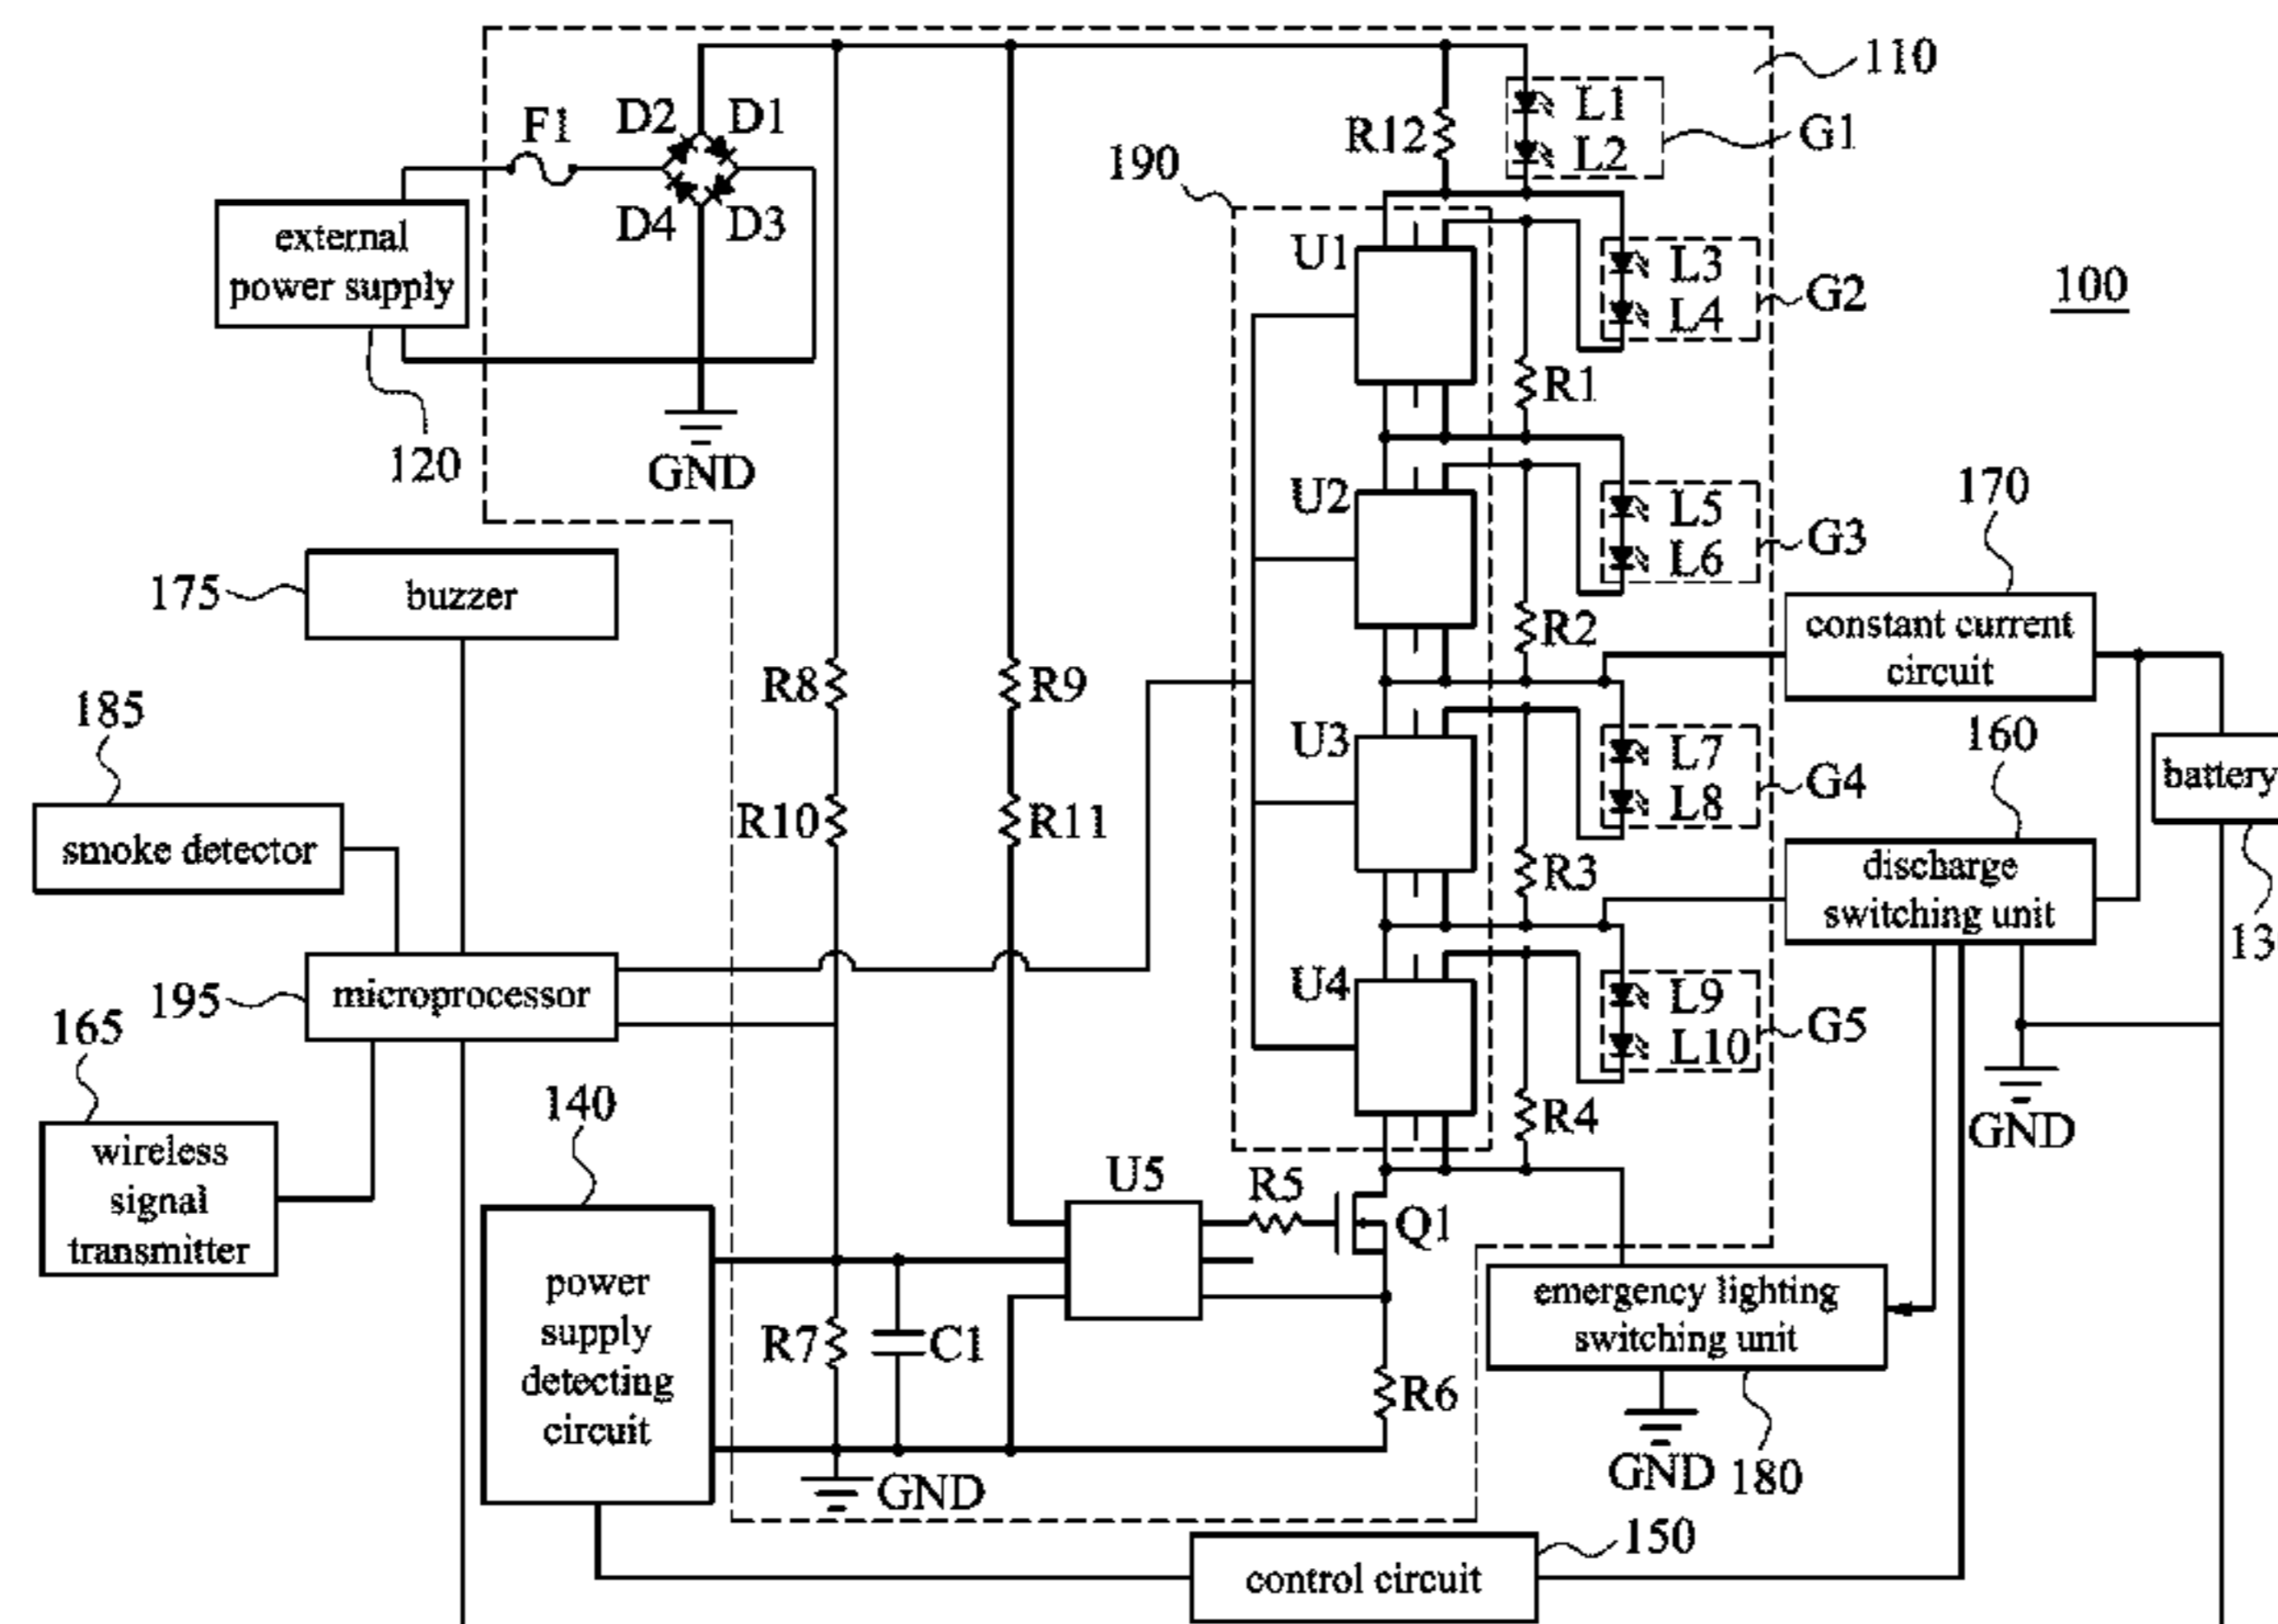 110
D2
D1
F1
L1
R12
L2
G1
190
external
power supply
D4
D3
U1
L3
L4
G2
100
R1
120
GND
U2
L5
L6
G3
170
175
buzzer
R2
constant current
circuit
R8
R9
185
U3
L7
L8
G4
160
battery
smoke detector
R10
R11
R3
discharge
switching unit
13
195
microprocessor
U4
L9
L10
G5
165
140
R4
GND
wireless
signal
transmitter
U5
R5
Q1
power
supply
detecting
circuit
R7
C1
R6
emergency lighting
switching unit
GND
GND
180
150
control circuit